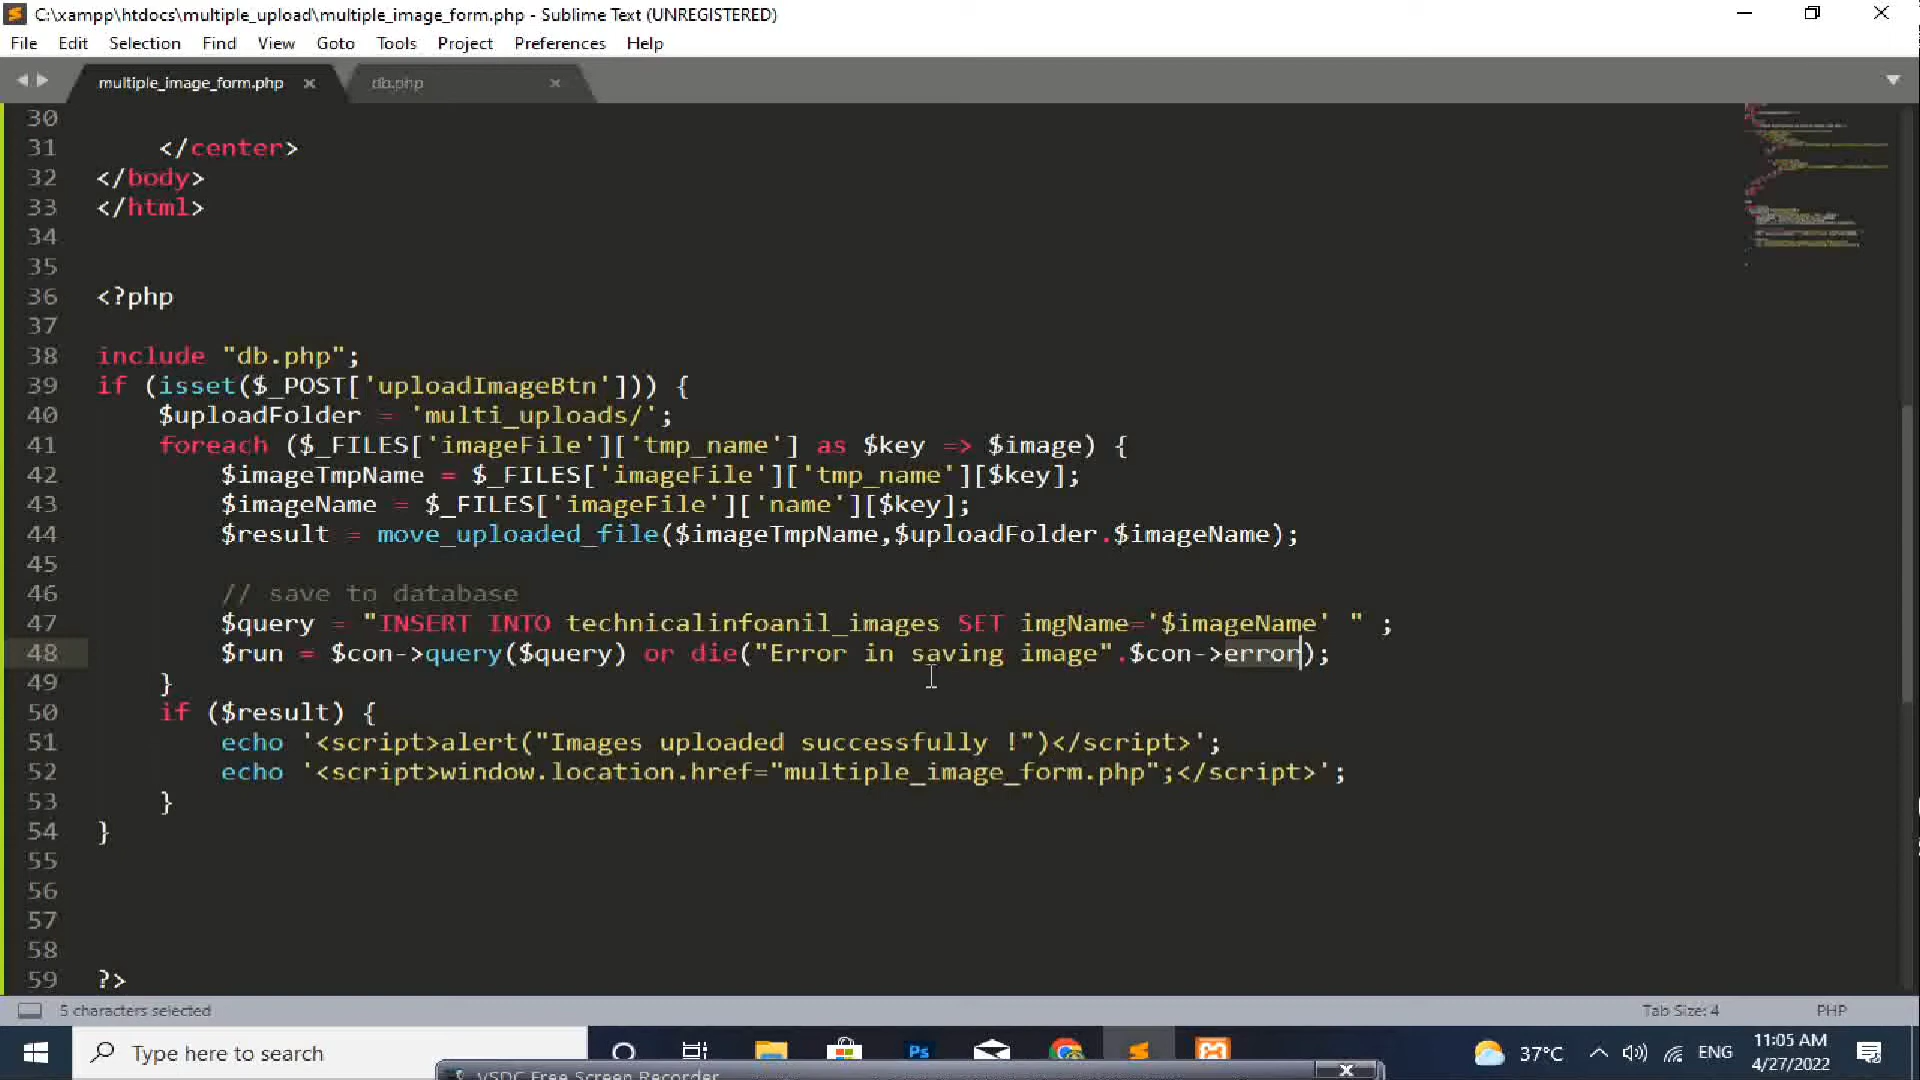 C:\xampp\htdocs\multiple_upload\multiple_image_form.php - Sublime Text (UNREGISTERED)
File Edit Selection Find View Goto Tools Project Preferences Help
multiple_image_form.php × db.php ×
30
31 </center>
32 </body>
33 </html>
34
35
36 <?php
37
38 include "db.php";
39 if (isset($_POST['uploadImageBtn'])) {
40 $uploadFolder = 'multi_uploads/';
41 foreach ($_FILES['imageFile']['tmp_name'] as $key => $image) {
42 $imageTmpName = $_FILES['imageFile']['tmp_name'][$key];
43 $imageName = $_FILES['imageFile']['name'][$key];
44 $result = move_uploaded_file($imageTmpName,$uploadFolder.$imageName);
45
46 // save to database
47 $query = "INSERT INTO technicalinfoanil_images SET imgName='$imageName' " ;
48 $run = $con->query($query) or die("Error in saving image".$con->error);
49 }
50 if ($result) {
51 echo '<script>alert("Images uploaded successfully !")</script>';
52 echo '<script>window.location.href="multiple_image_form.php";</script>';
53 }
54 }
55
56
57
58
59 ?>
5 characters selected Tab Size: 4 PHP
Type here to search Ps 37°C ENG 11:05 AM
4/27/2022
VSDC Free Screen Recorder